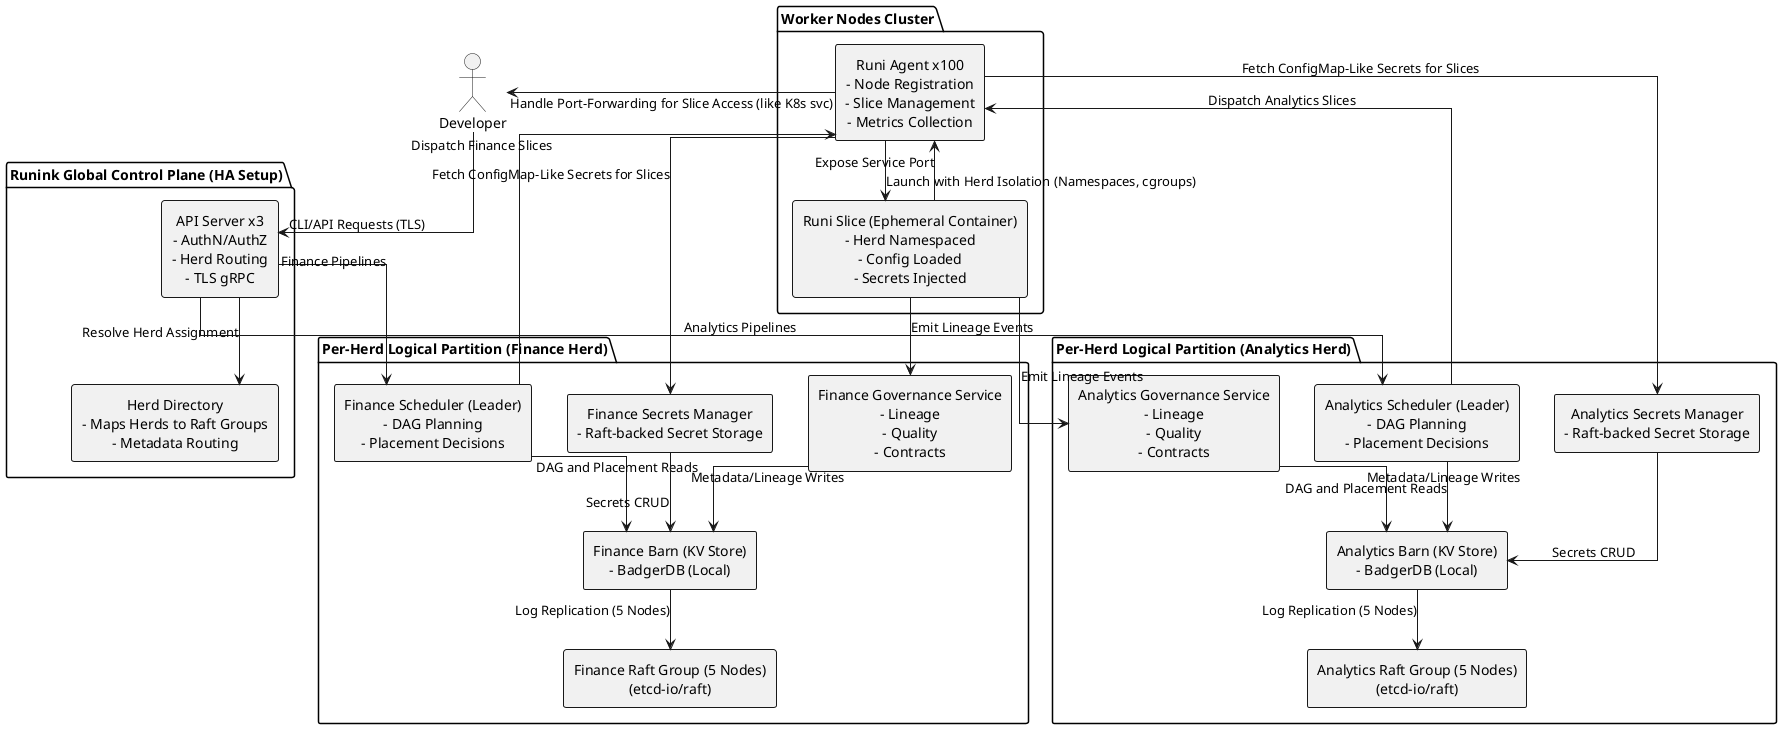 Worker Nodes Cluster
Runi Agent x100
- Node Registration
- Slice Management
- Metrics Collection
Fetch ConfigMap-Like Secrets for Slices
Handle Port-Forwarding for Slice Access (like K8s svc)
Dispatch Analytics Slices
Developer
Dispatch Finance Slices
Expose Service Port
Fetch ConfigMap-Like Secrets for Slices
Launch with Herd Isolation (Namespaces, cgroups)
Runink Global Control Plane (HA Setup)
API Server x3
- AuthN/AuthZ
- Herd Routing
- TLS gRPC
CLI/API Requests (TLS)
Runi Slice (Ephemeral Container)
- Herd Namespaced
- Config Loaded
- Secrets Injected
Finance Pipelines
Resolve Herd Assignment
Analytics Pipelines
Emit Lineage Events
Herd Directory
- Maps Herds to Raft Groups
- Metadata Routing
Per-Herd Logical Partition (Finance Herd)
Finance Scheduler (Leader)
- DAG Planning
- Placement Decisions
Finance Secrets Manager
- Raft-backed Secret Storage
Finance Governance Service
- Lineage
- Quality
- Contracts
DAG and Placement Reads
Metadata/Lineage Writes
Secrets CRUD
Finance Barn (KV Store)
- BadgerDB (Local)
Log Replication (5 Nodes)
Finance Raft Group (5 Nodes)
(etcd-io/raft)
Per-Herd Logical Partition (Analytics Herd)
Emit Lineage Events
Analytics Governance Service
- Lineage
- Quality
- Contracts
Analytics Scheduler (Leader)
- DAG Planning
- Placement Decisions
Analytics Secrets Manager
- Raft-backed Secret Storage
Metadata/Lineage Writes
DAG and Placement Reads
Secrets CRUD
Analytics Barn (KV Store)
- BadgerDB (Local)
Log Replication (5 Nodes)
Analytics Raft Group (5 Nodes)
(etcd-io/raft)